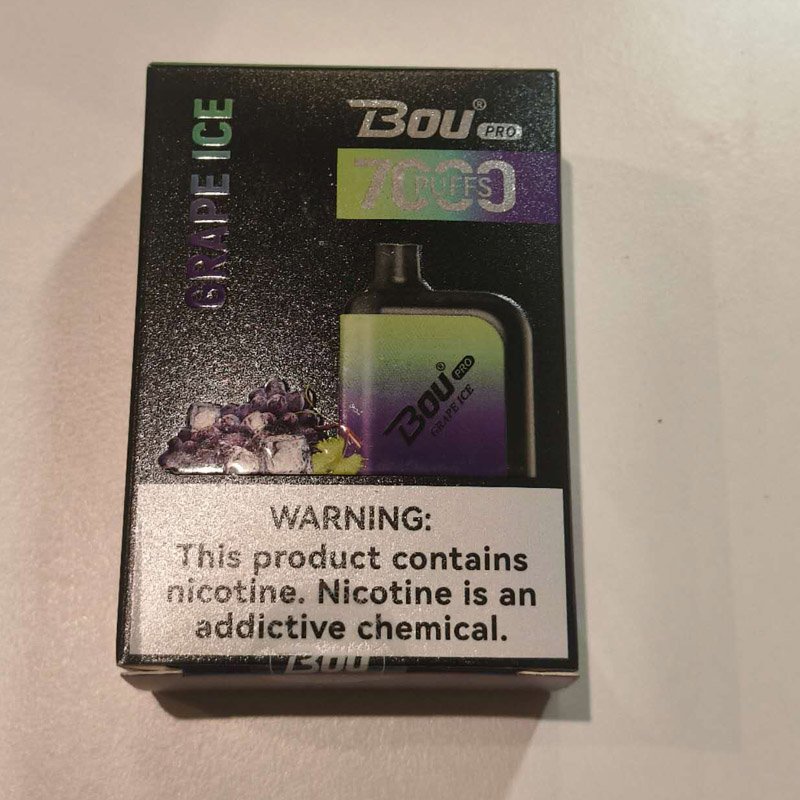 GRAPE ICE
BOU® PRO
7000
PUFFS
BOU® PRO
GRAPE ICE
WARNING:
This product contains
nicotine. Nicotine is an
addictive chemical.
BOU